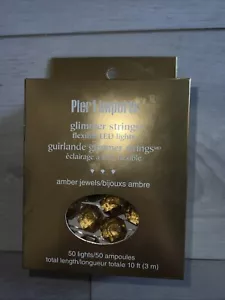 Pier 1 imports
glimmer strings
flexible LED lights
guirlande glimmer strings
éclairage
amber jewels/bijoux ambre
50 lights/50 ampoules
total length/longueur totale 10 ft (3 m)